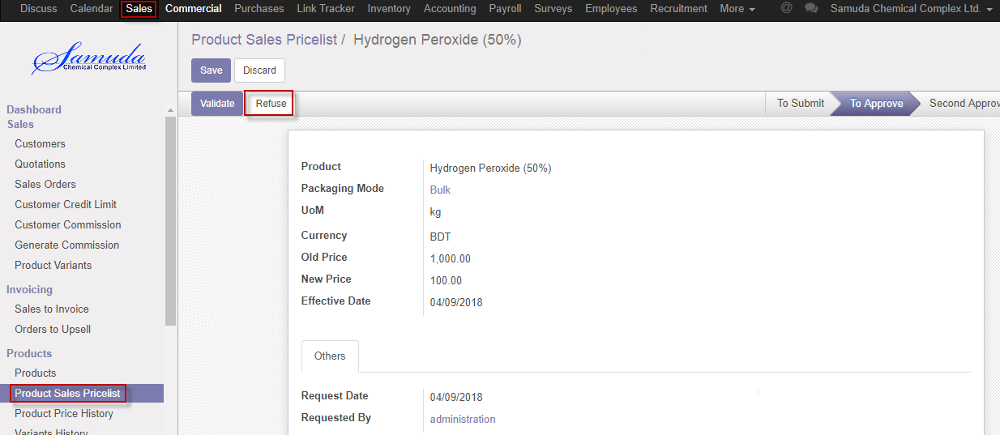 Discuss Calendar Sales Commercial Purchases Link Tracker Inventory Accounting Payroll Surveys Employees Recruitment More @ Samuda Chemical Complex Ltd.
Samuda
Chemical Complex Limited
Product Sales Pricelist / Hydrogen Peroxide (50%)
Save Discard
Validate Refuse To Submit To Approve Second Approv
Dashboard
Sales
Customers
Quotations
Sales Orders
Customer Credit Limit
Customer Commission
Generate Commission
Product Variants
Invoicing
Sales to Invoice
Orders to Upsell
Products
Products
Product Sales Pricelist
Product Price History
Variants History
Product Hydrogen Peroxide (50%)
Packaging Mode Bulk
UoM kg
Currency BDT
Old Price 1,000.00
New Price 100.00
Effective Date 04/09/2018
Others
Request Date 04/09/2018
Requested By administration